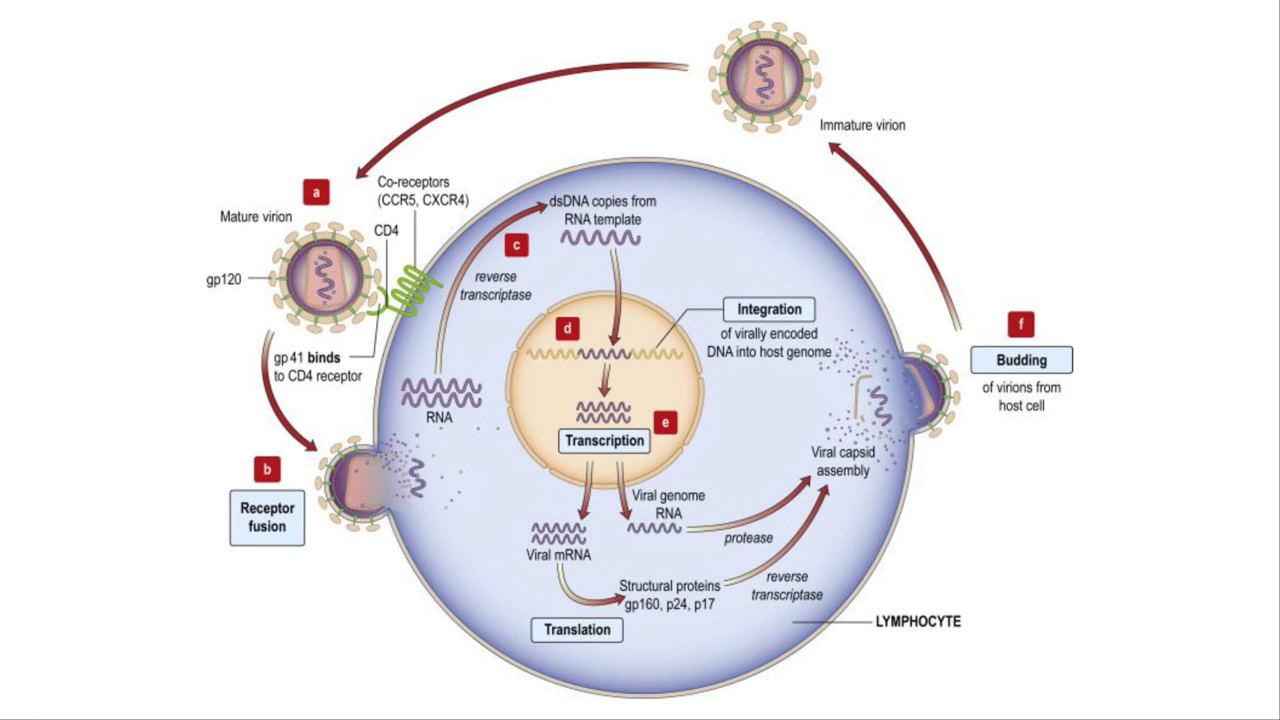 Immature virion
a
Co-receptors
(CCR5, CXCR4)
Mature virion
CD4
gp120
gp 41 binds
to CD4 receptor
b
Receptor
fusion
c
reverse
transcriptase
dsDNA copies from
RNA template
RNA
d
Integration
of virally encoded
DNA into host genome
e
Transcription
Viral mRNA
Viral genome
RNA
protease
Structural proteins
gp160, p24, p17
reverse
transcriptase
Translation
Viral capsid
assembly
f
Budding
of virions from
host cell
LYMPHOCYTE